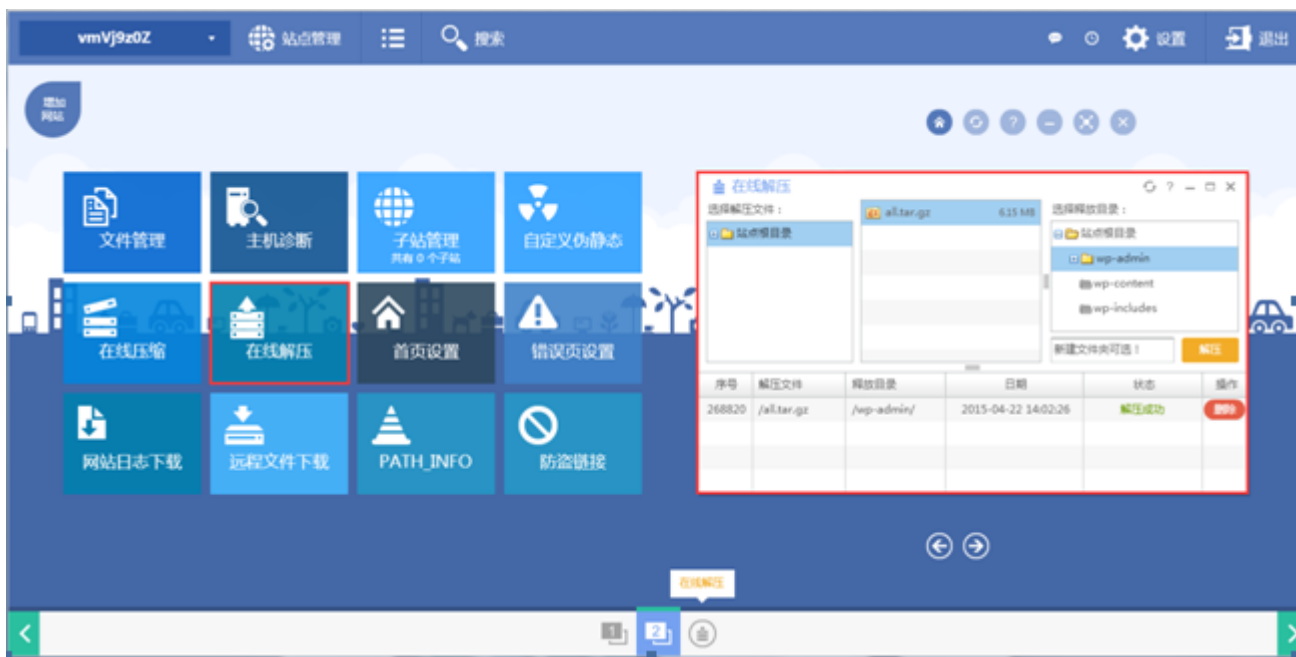 vmVj9z0Z
站点管理
搜索
设置
退出
增加
网站
文件管理
主机诊断
子站管理
共有 0 个子站
自定义伪静态
在线压缩
在线解压
首页设置
错误页设置
网站日志下载
远程文件下载
PATH_INFO
防盗链接
在线解压
选择解压文件：
站点根目录
all.tar.gz
6.15 MB
选择释放目录：
站点根目录
wp-admin
wp-content
wp-includes
新建文件夹可选！
解压
序号 解压文件 释放目录 日期 状态 操作
268820 /all.tar.gz /wp-admin/ 2015-04-22 14:02:26 解压成功 删除
在线解压
1
2